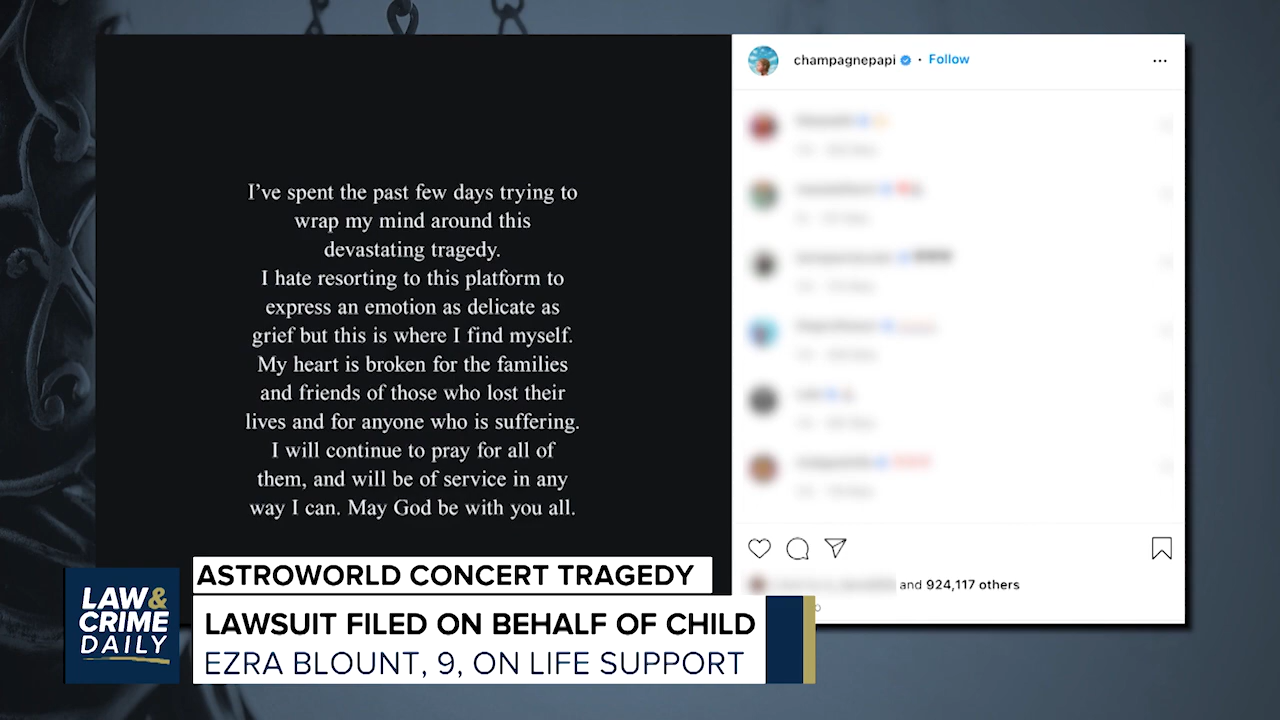 champagnepapi · Follow
I've spent the past few days trying to
wrap my mind around this
devastating tragedy.
I hate resorting to this platform to
express an emotion as delicate as
grief but this is where I find myself.
My heart is broken for the families
and friends of those who lost their
lives and for anyone who is suffering.
I will continue to pray for all of
them, and will be of service in any
way I can. May God be with you all.
and 924,117 others
ASTROWORLD CONCERT TRAGEDY
LAW&
CRIME
DAILY
LAWSUIT FILED ON BEHALF OF CHILD
EZRA BLOUNT, 9, ON LIFE SUPPORT